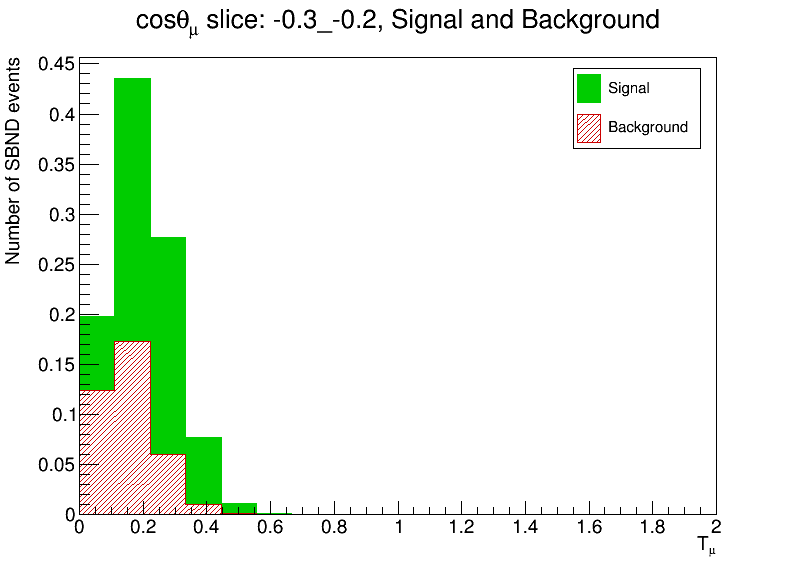 cosθμ slice: -0.3_-0.2, Signal and Background
Number of SBND events
0.45
0.4
0.35
0.3
0.25
0.2
0.15
0.1
0.05
0
Signal
Background
0 0.2 0.4 0.6 0.8 1 1.2 1.4 1.6 1.8 2
Tμ